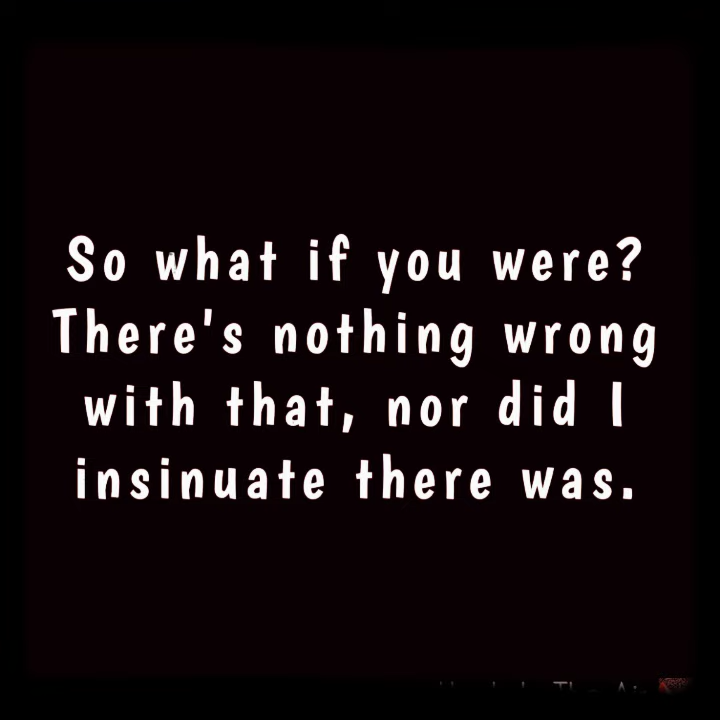 So what if you were?
There's nothing wrong
with that, nor did I
insinuate there was.